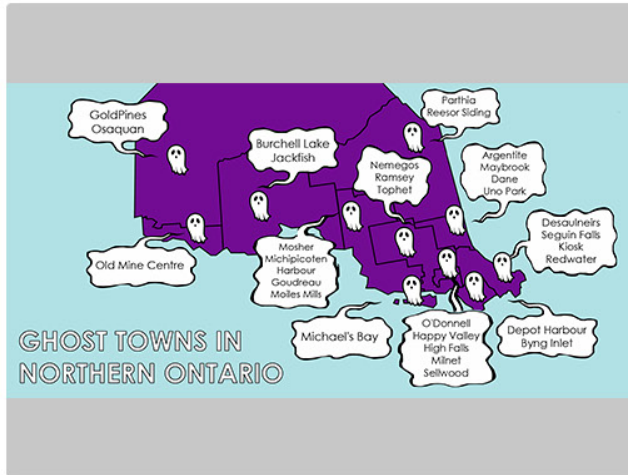 GoldPines
Osaquan
Burchell Lake
Jackfish
Parthia
Reesor Siding
Nemegos
Ramsey
Tophet
Argentite
Maybrook
Dane
Uno Park
Desaulneirs
Seguin Falls
Kiosk
Redwater
Old Mine Centre
Mosher
Michipicoten
Harbour
Goudreau
Moiles Mills
Michael's Bay
O'Donnell
Happy Valley
High Falls
Milnet
Sellwood
Depot Harbour
Byng Inlet
GHOST TOWNS IN
NORTHERN ONTARIO